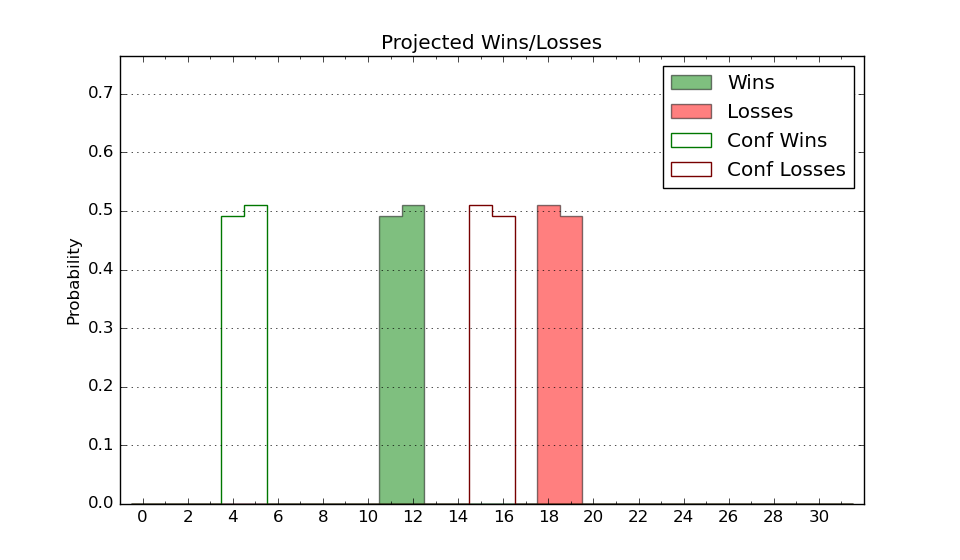 Projected Wins/Losses
Wins
Losses
Conf Wins
Conf Losses
Probability
0.7
0.6
0.5
0.4
0.3
0.2
0.1
0.0
0 2 4 6 8 10 12 14 16 18 20 22 24 26 28 30